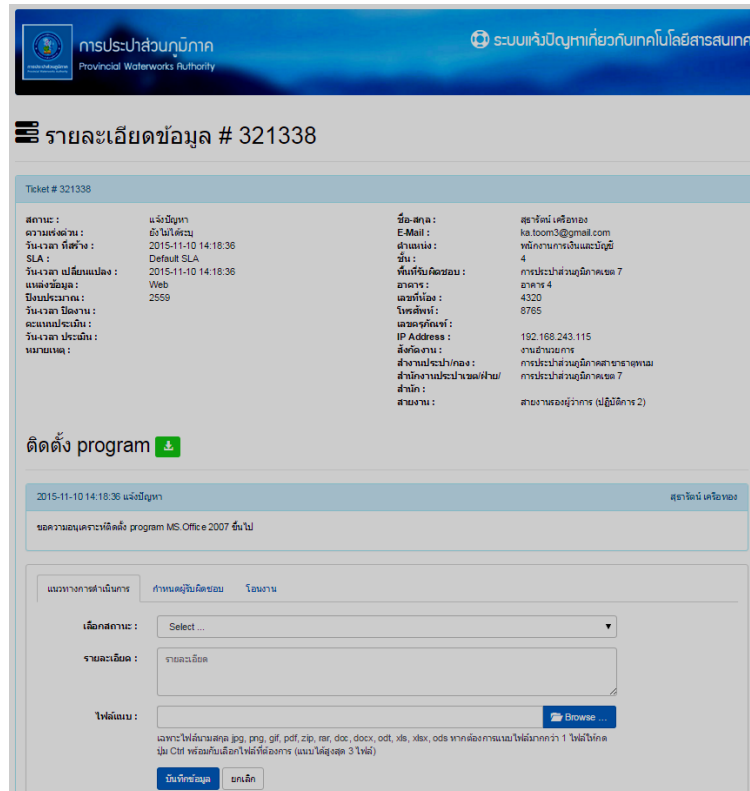 การประปาส่วนภูมิภาค
Provincial Waterworks Authority
ระบบแจ้งปัญหาเกี่ยวกับเทคโนโลยีสารสนเทศ
รายละเอียดข้อมูล # 321338
Ticket # 321338
สถานะ : แจ้งปัญหา
ความเร่งด่วน : ยังไม่ได้ระบุ
วัน-เวลา ที่สร้าง : 2015-11-10 14:18:36
SLA : Default SLA
วัน-เวลา เปลี่ยนแปลง : 2015-11-10 14:18:36
แหล่งข้อมูล : Web
ปีงบประมาณ : 2559
วัน-เวลา ปิดงาน :
คะแนนประเมิน :
วัน-เวลา ประเมิน :
หมายเหตุ :
ชื่อ-สกุล : สุธารัตน์ เครือทอง
E-Mail : ka.toom3@gmail.com
ตำแหน่ง : พนักงานการเงินและบัญชี
ชั้น : 4
พื้นที่รับผิดชอบ : การประปาส่วนภูมิภาคเขต 7
อาคาร : อาคาร 4
เลขที่ห้อง : 4320
โทรศัพท์ : 8765
เลขครุภัณฑ์ :
IP Address : 192.168.243.115
สังกัดงาน : งานอำนวยการ
สำงานประปา/กอง : การประปาส่วนภูมิภาคสาขาธาตุพนม
สำนักงานประปาเขต/ฝ่าย/ การประปาส่วนภูมิภาคเขต 7
สำนัก :
สายงาน : สายงานรองผู้ว่าการ (ปฏิบัติการ 2)
ติดตั้ง program
2015-11-10 14:18:36 แจ้งปัญหา สุธารัตน์ เครือทอง
ขอความอนุเคราะห์ติดตั้ง program MS.Office 2007 ขึ้นไป
แนวทางการดำเนินการ กำหนดผู้รับผิดชอบ โอนงาน
เลือกสถานะ : Select ...
รายละเอียด : รายละเอียด
ไฟล์แนบ : Browse ...
เฉพาะไฟล์นามสกุล jpg, png, gif, pdf, zip, rar, doc, docx, odt, xls, xlsx, ods หากต้องการแนบไฟล์มากกว่า 1 ไฟล์ให้กด
ปุ่ม Ctrl พร้อมกับเลือกไฟล์ที่ต้องการ (แนบได้สูงสุด 3 ไฟล์)
บันทึกข้อมูล ยกเลิก